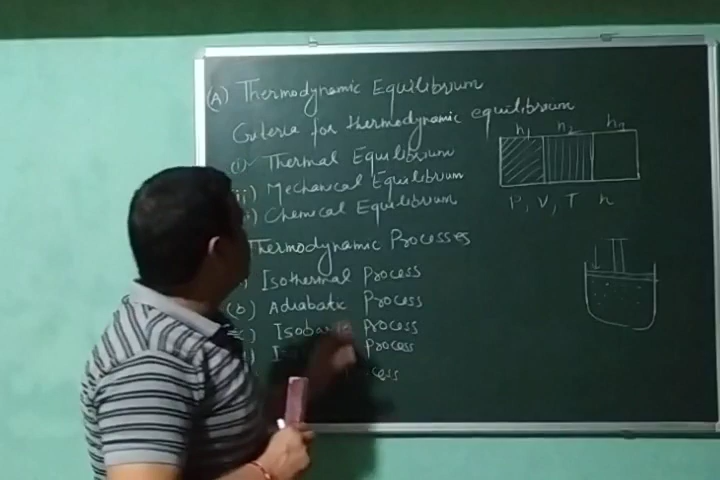 (A) Thermodynamic Equilibrium
Criteria for thermodynamic equilibrium
(i) Thermal Equilibrium
ii) Mechanical Equilibrium
i) Chemical Equilibrium
Thermodynamic Processes
) Isothermal Process
(b) Adiabatic Process
c) Isobaric Process
) I Process
cess
n1 n2 n3
P, V, T n